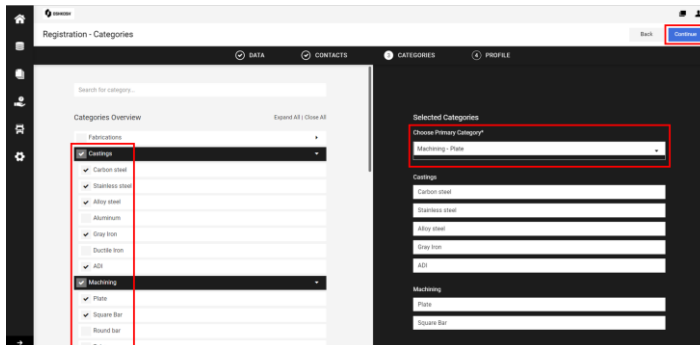 OSHKOSH
Registration - Categories
Back
Continue
DATA
CONTACTS
3 CATEGORIES
4 PROFILE
Search for category...
Categories Overview
Expand All | Close All
Fabrications
Castings
Carbon steel
Stainless steel
Alloy steel
Aluminum
Gray Iron
Ductile Iron
ADI
Machining
Plate
Square Bar
Round bar
Selected Categories
Choose Primary Category*
Machining - Plate
Castings
Carbon steel
Stainless steel
Alloy steel
Gray Iron
ADI
Machining
Plate
Square Bar